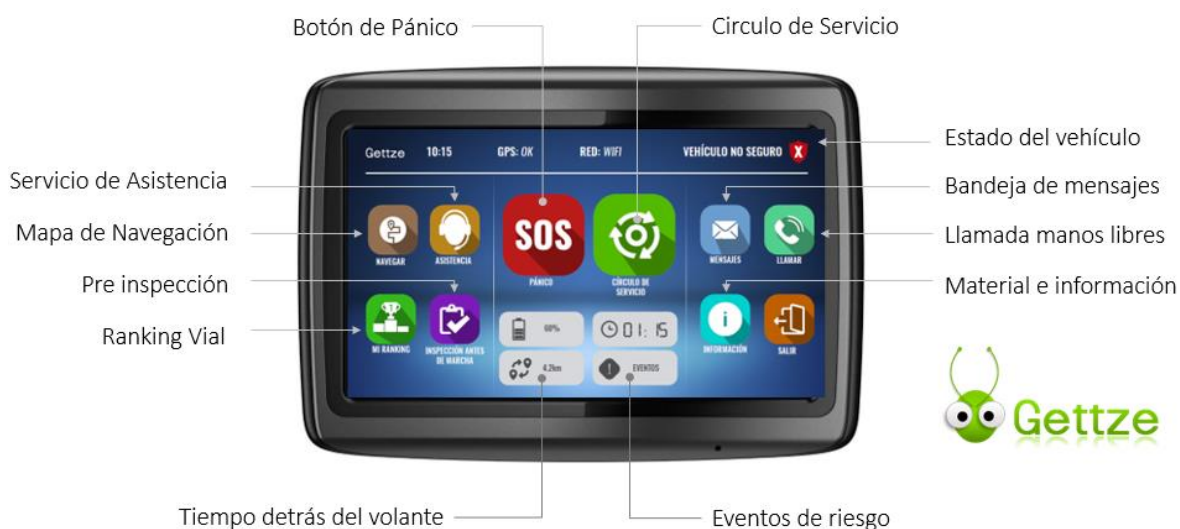 Botón de Pánico
Circulo de Servicio
Estado del vehículo
Servicio de Asistencia
Bandeja de mensajes
Mapa de Navegación
Llamada manos libres
Pre inspección
Material e información
Ranking Vial
Gettze 10:15 GPS: OK RED: WIFI VEHÍCULO NO SEGURO X
SOS
NAVEGAR
ASISTENCIA
PÁNICO
CÍRCULO DE
SERVICIO
MENSAJES
LLAMAR
MI RANKING
INSPECCIÓN ANTES
DE MARCHA
60%
01:15
INFORMACIÓN
SALIR
4.2km
EVENTOS
Gettze
Tiempo detrás del volante
Eventos de riesgo